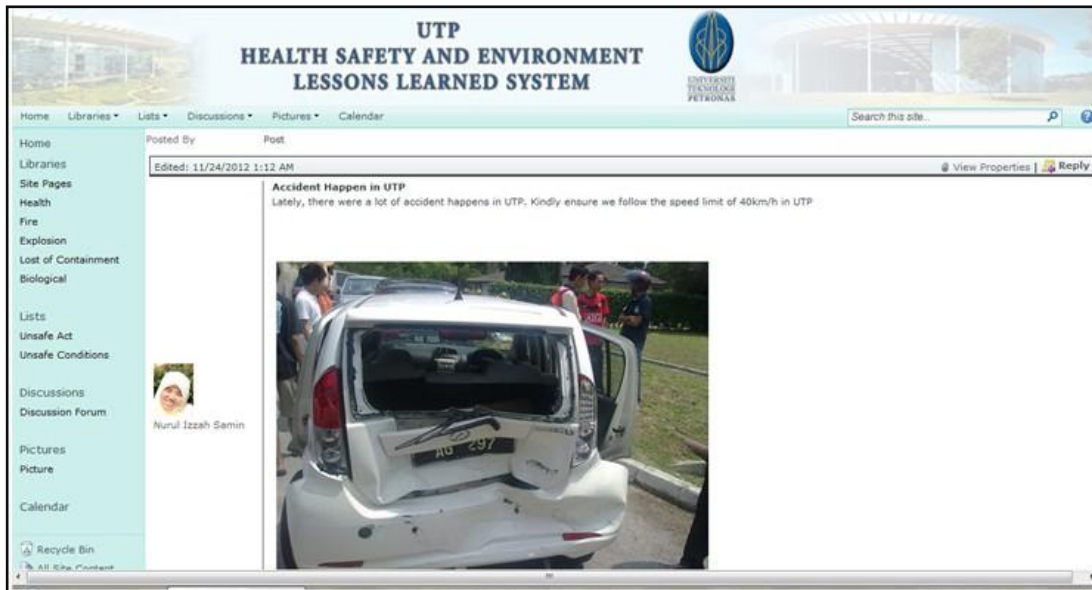 UTP
HEALTH SAFETY AND ENVIRONMENT
LESSONS LEARNED SYSTEM
UNIVERSITI
TEKNOLOGI
PETRONAS
Home Libraries Lists Discussions Pictures Calendar
Search this site...
Home
Libraries
Site Pages
Health
Fire
Explosion
Lost of Containment
Biological
Lists
Unsafe Act
Unsafe Conditions
Discussions
Discussion Forum
Pictures
Picture
Calendar
Recycle Bin
All Site Content
Posted By Post
Edited: 11/24/2012 1:12 AM View Properties | Reply
Accident Happen in UTP
Lately, there were a lot of accident happens in UTP. Kindly ensure we follow the speed limit of 40km/h in UTP
Nurul Izzah Samin
297